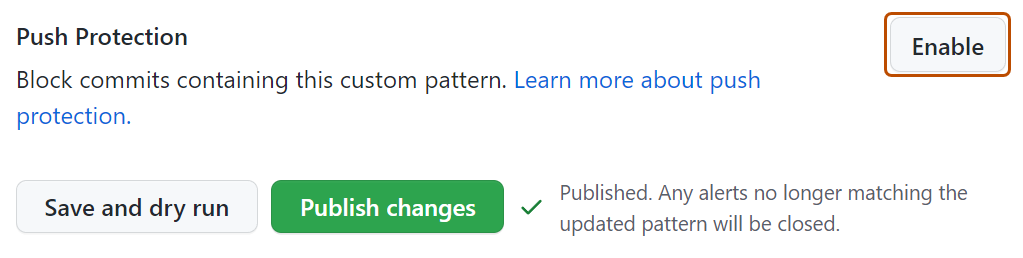 Push Protection
Enable
Block commits containing this custom pattern. Learn more about push
protection.
Save and dry run
Publish changes
Published. Any alerts no longer matching the
updated pattern will be closed.